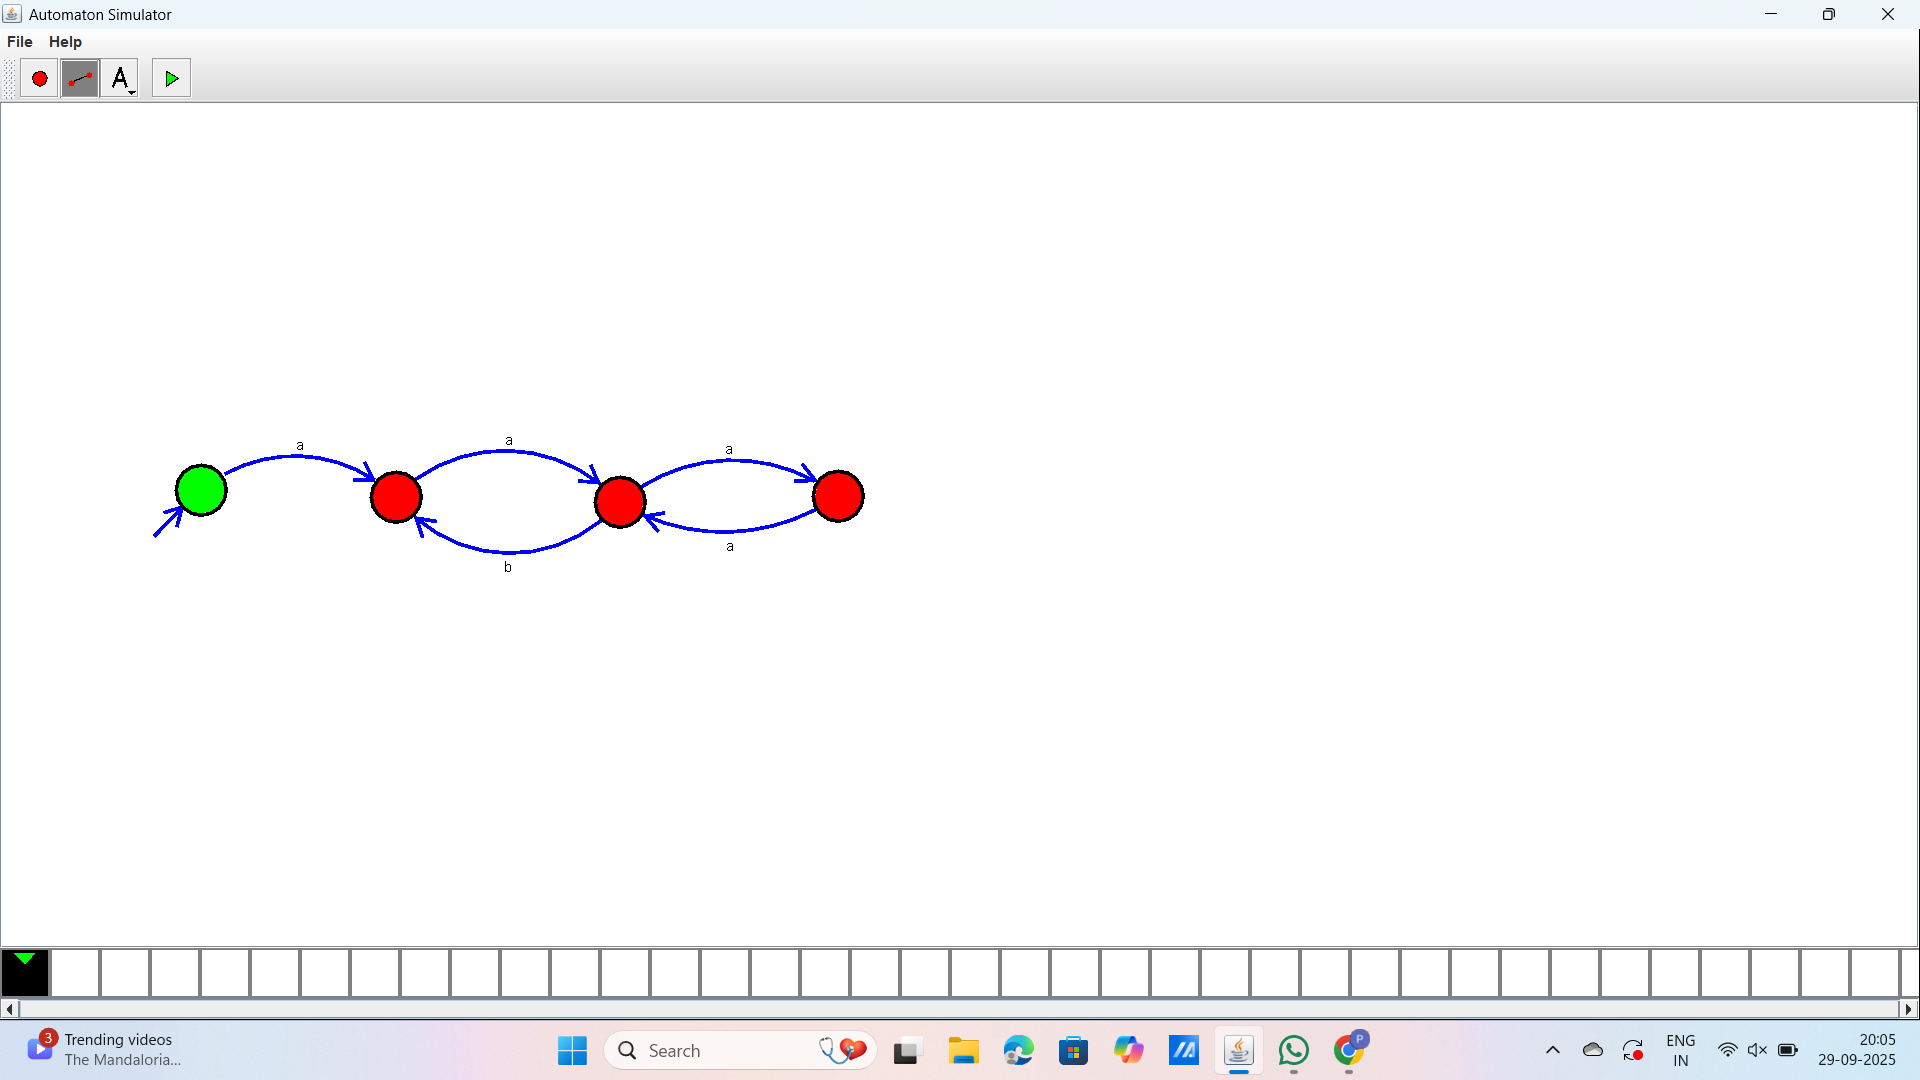 Automaton Simulator
File Help
A
a
a
a
b
a
3
Trending videos
The Mandaloria...
Search
P
ENG
IN
20:05
29-09-2025